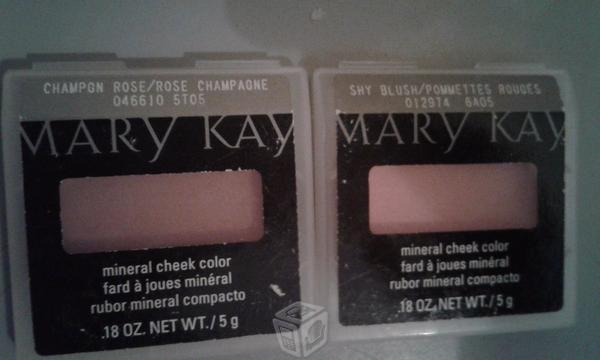 CHAMPGN ROSE/ROSE CHAMPAGNE
046610 5T05
MARY KAY
mineral cheek color
fard à joues minéral
rubor mineral compacto
.18 OZ. NET WT./5 g
SHY BLUSH/POMMETTES ROUGES
012974 6A05
MARY KAY
mineral cheek color
fard à joues minéral
rubor mineral compacto
.18 OZ. NET WT./5 g